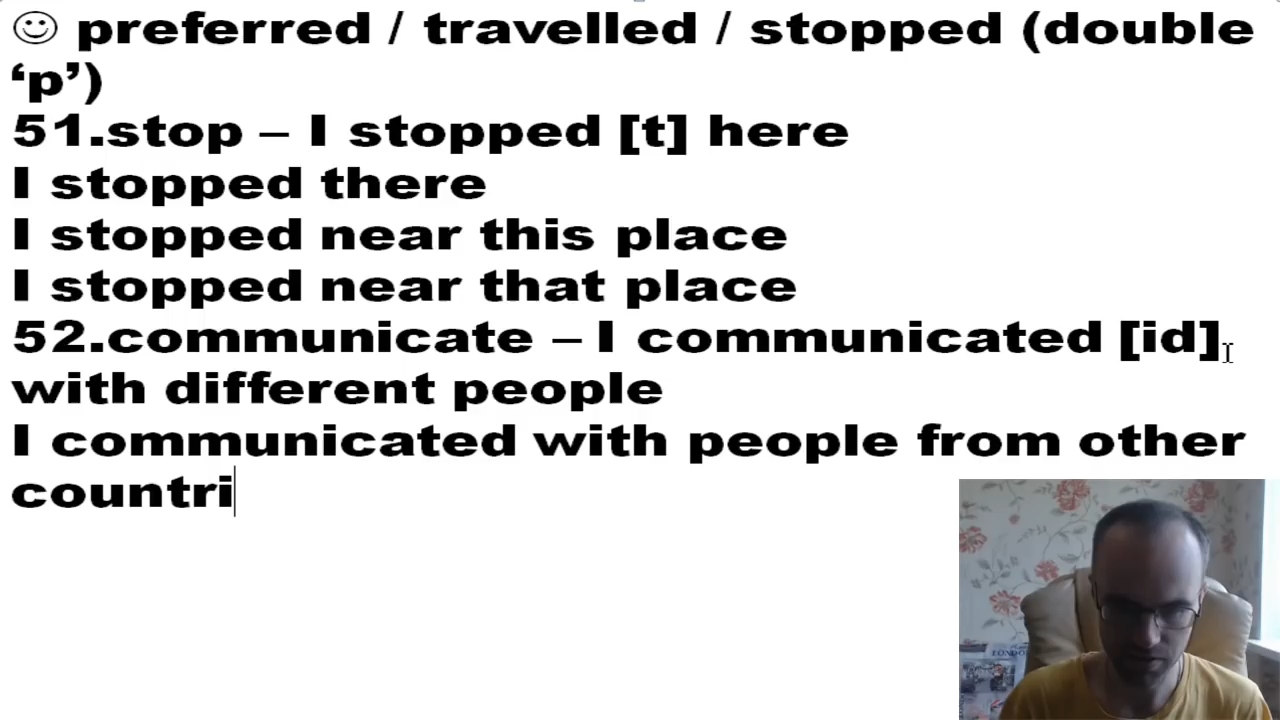 ☺ preferred / travelled / stopped (double
‘p’)
51.stop – I stopped [t] here
I stopped there
I stopped near this place
I stopped near that place
52.communicate – I communicated [id]
with different people
I communicated with people from other
countri
LONDON